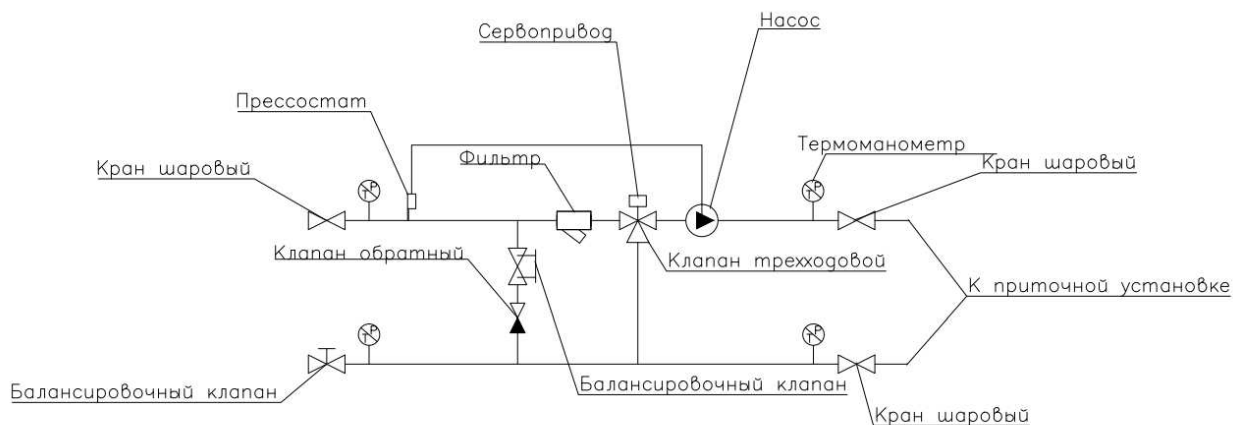 Насос
Сервопривод
Прессостат
Фильтр
Термоманометр
Кран шаровый
Кран шаровый
T P
T P
Клапан обратный
Клапан трехходовой
К приточной установке
T P
T P
Балансировочный клапан
Балансировочный клапан
Кран шаровый